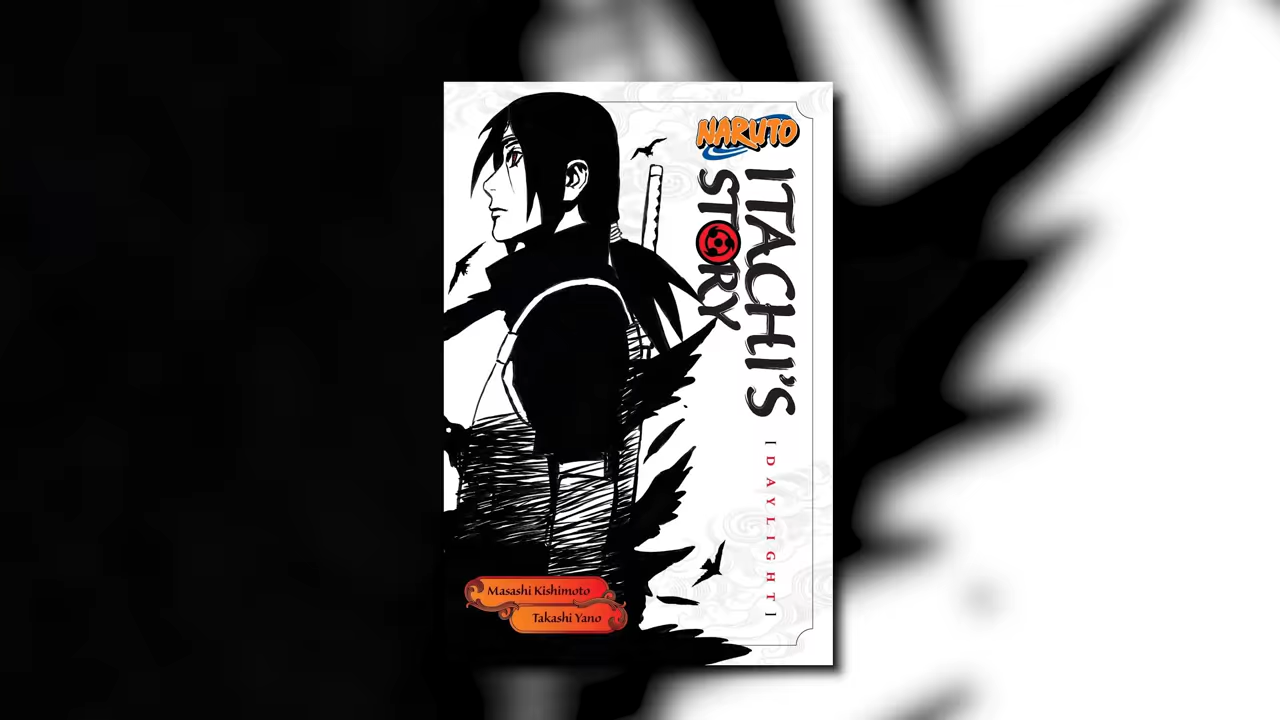 NARUTO
ITACHI'S
STORY
[DAYLIGHT]
Masashi Kishimoto
Takashi Yano